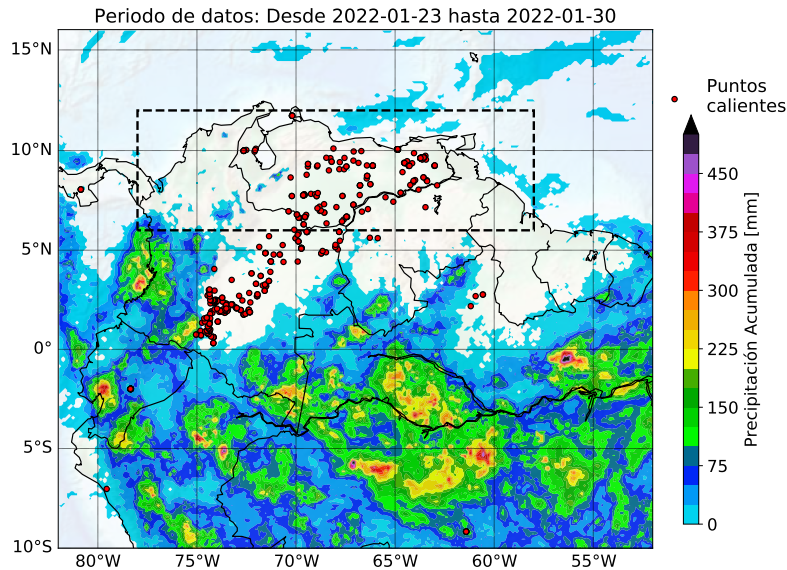 Periodo de datos: Desde 2022-01-23 hasta 2022-01-30
15°N
10°N
5°N
0°
5°S
10°S
80°W
75°W
70°W
65°W
60°W
55°W
Puntos
calientes
450
375
300
225
150
75
0
Precipitación Acumulada [mm]